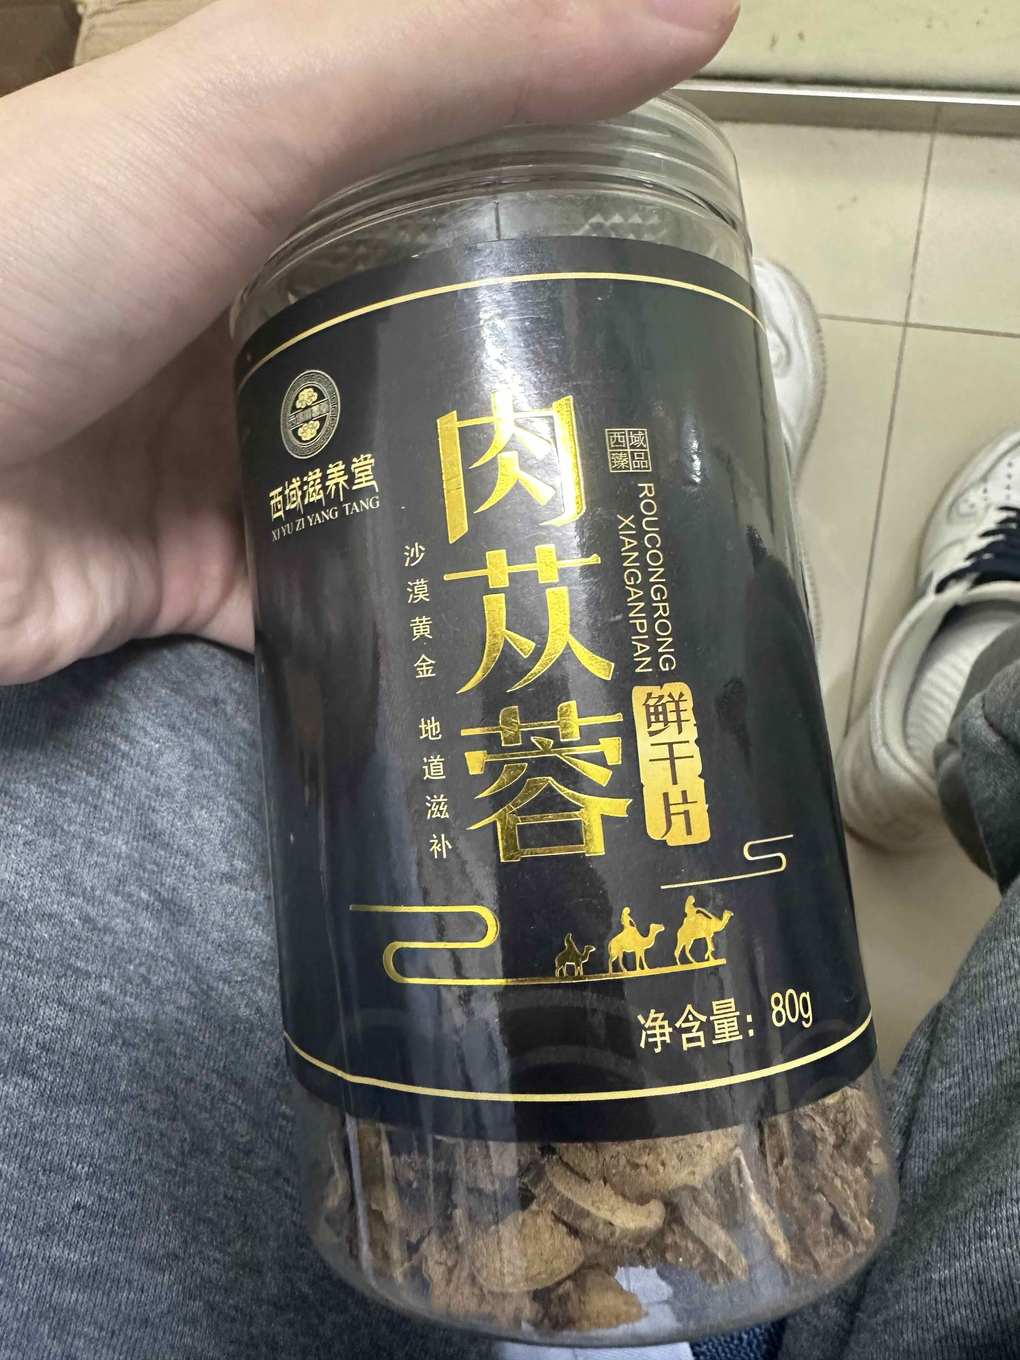 西域滋养堂
XI YU ZI YANG TANG
肉苁蓉
西域
臻品
ROUCONGRONG
XIANGANPIAN
鲜干片
沙漠黄金 地道滋补
净含量：80g